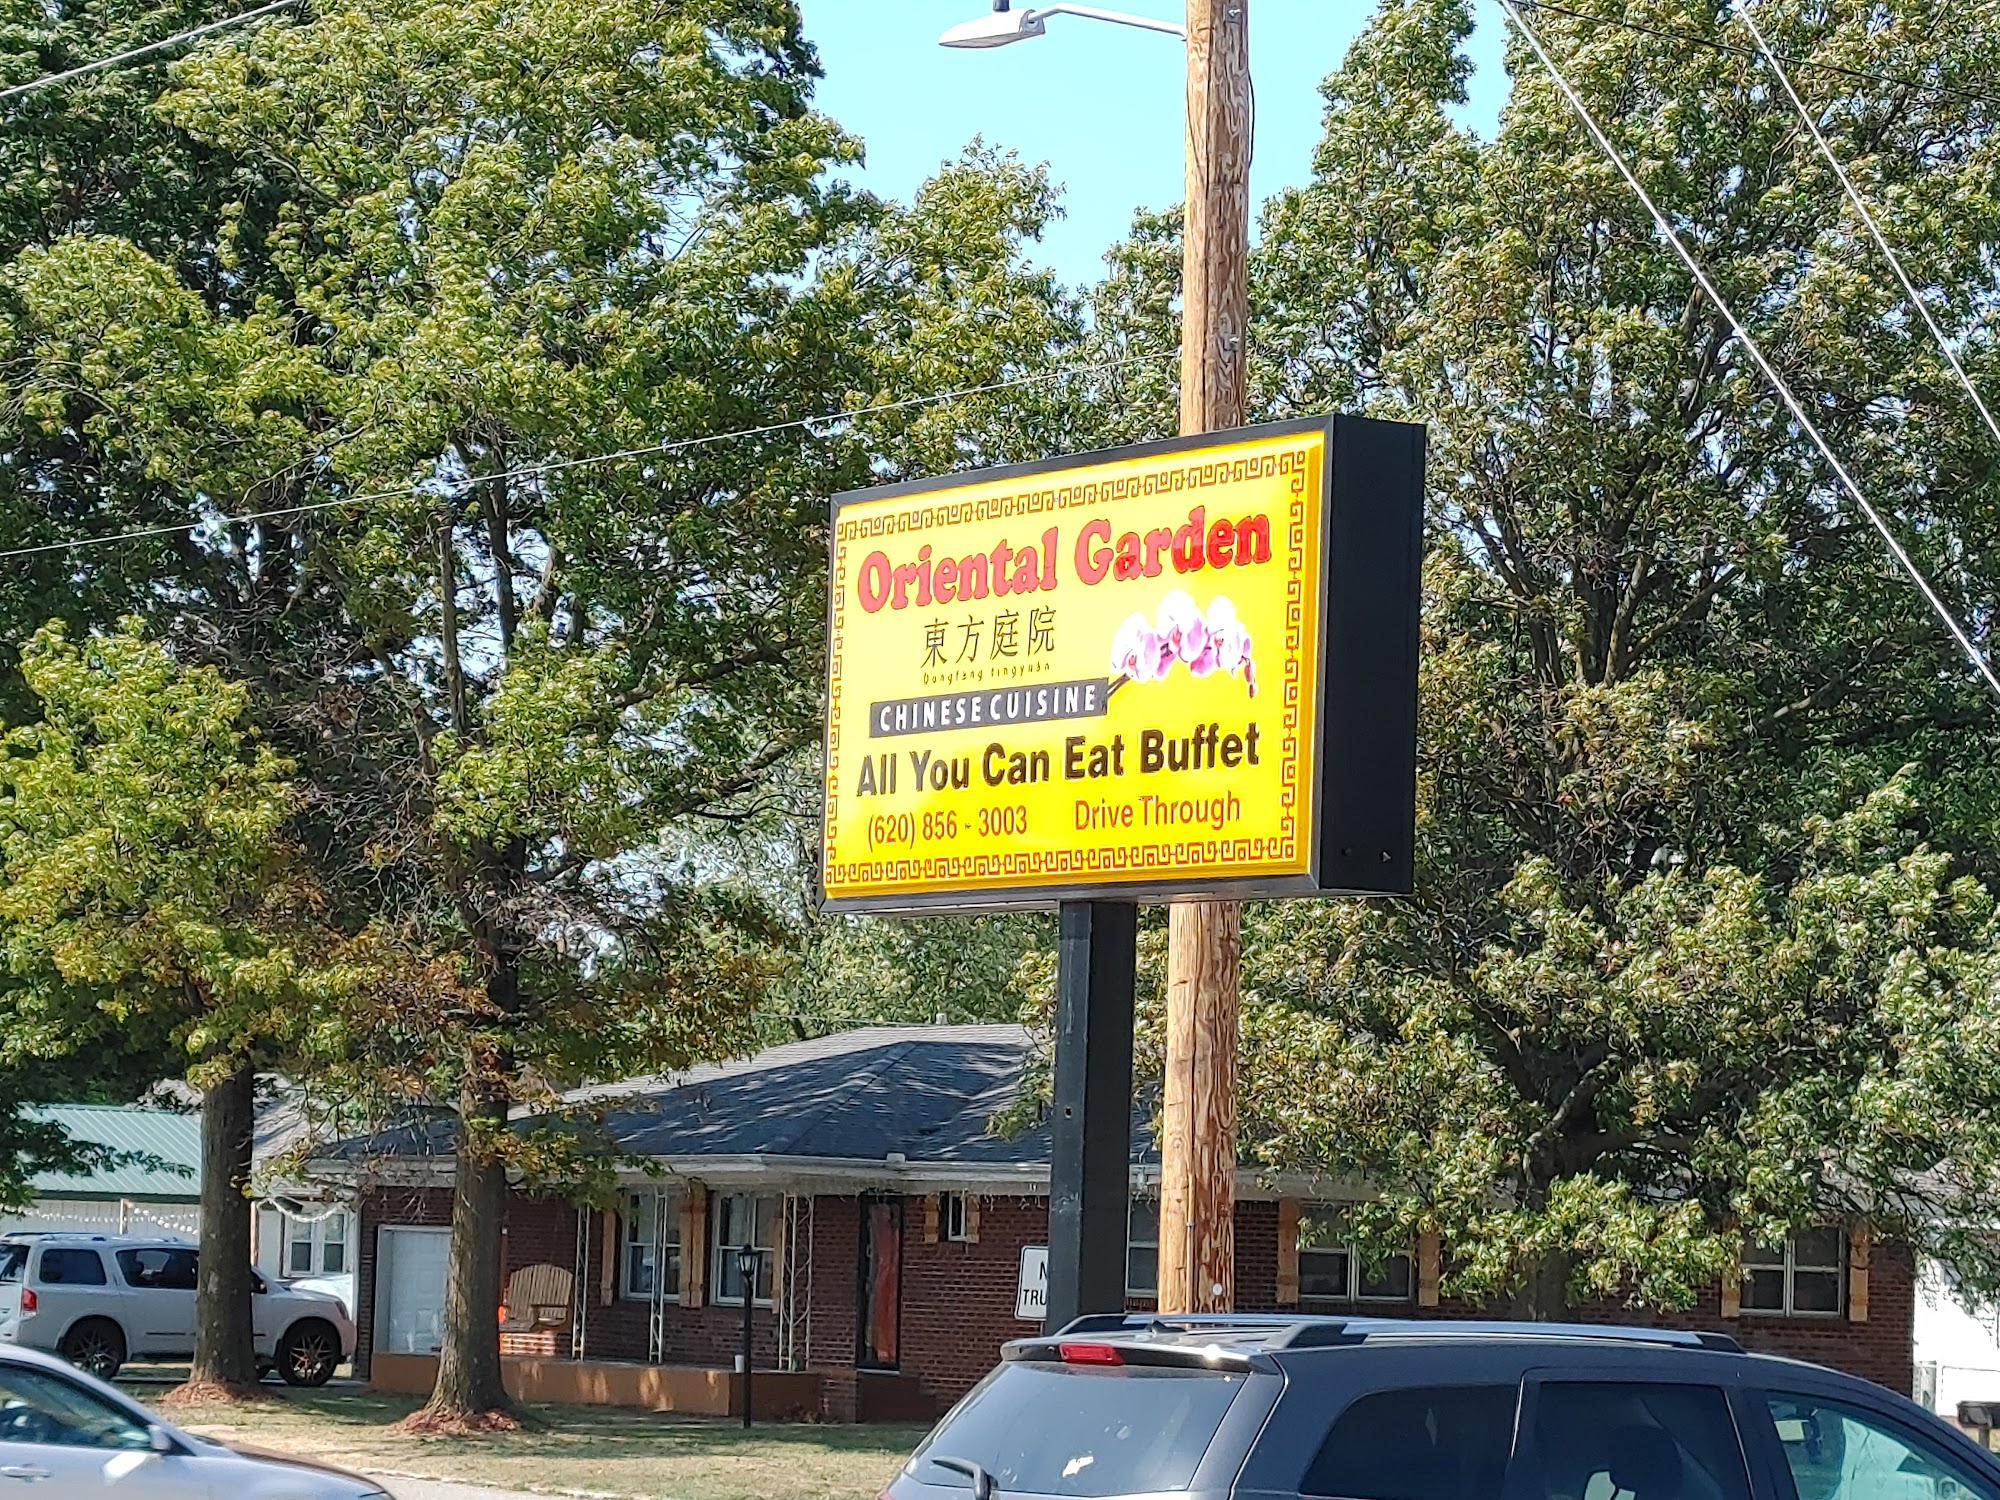 Oriental Garden
東方庭院
Dongfang tingyuàn
CHINESE CUISINE
All You Can Eat Buffet
(620) 856 - 3003 Drive Through